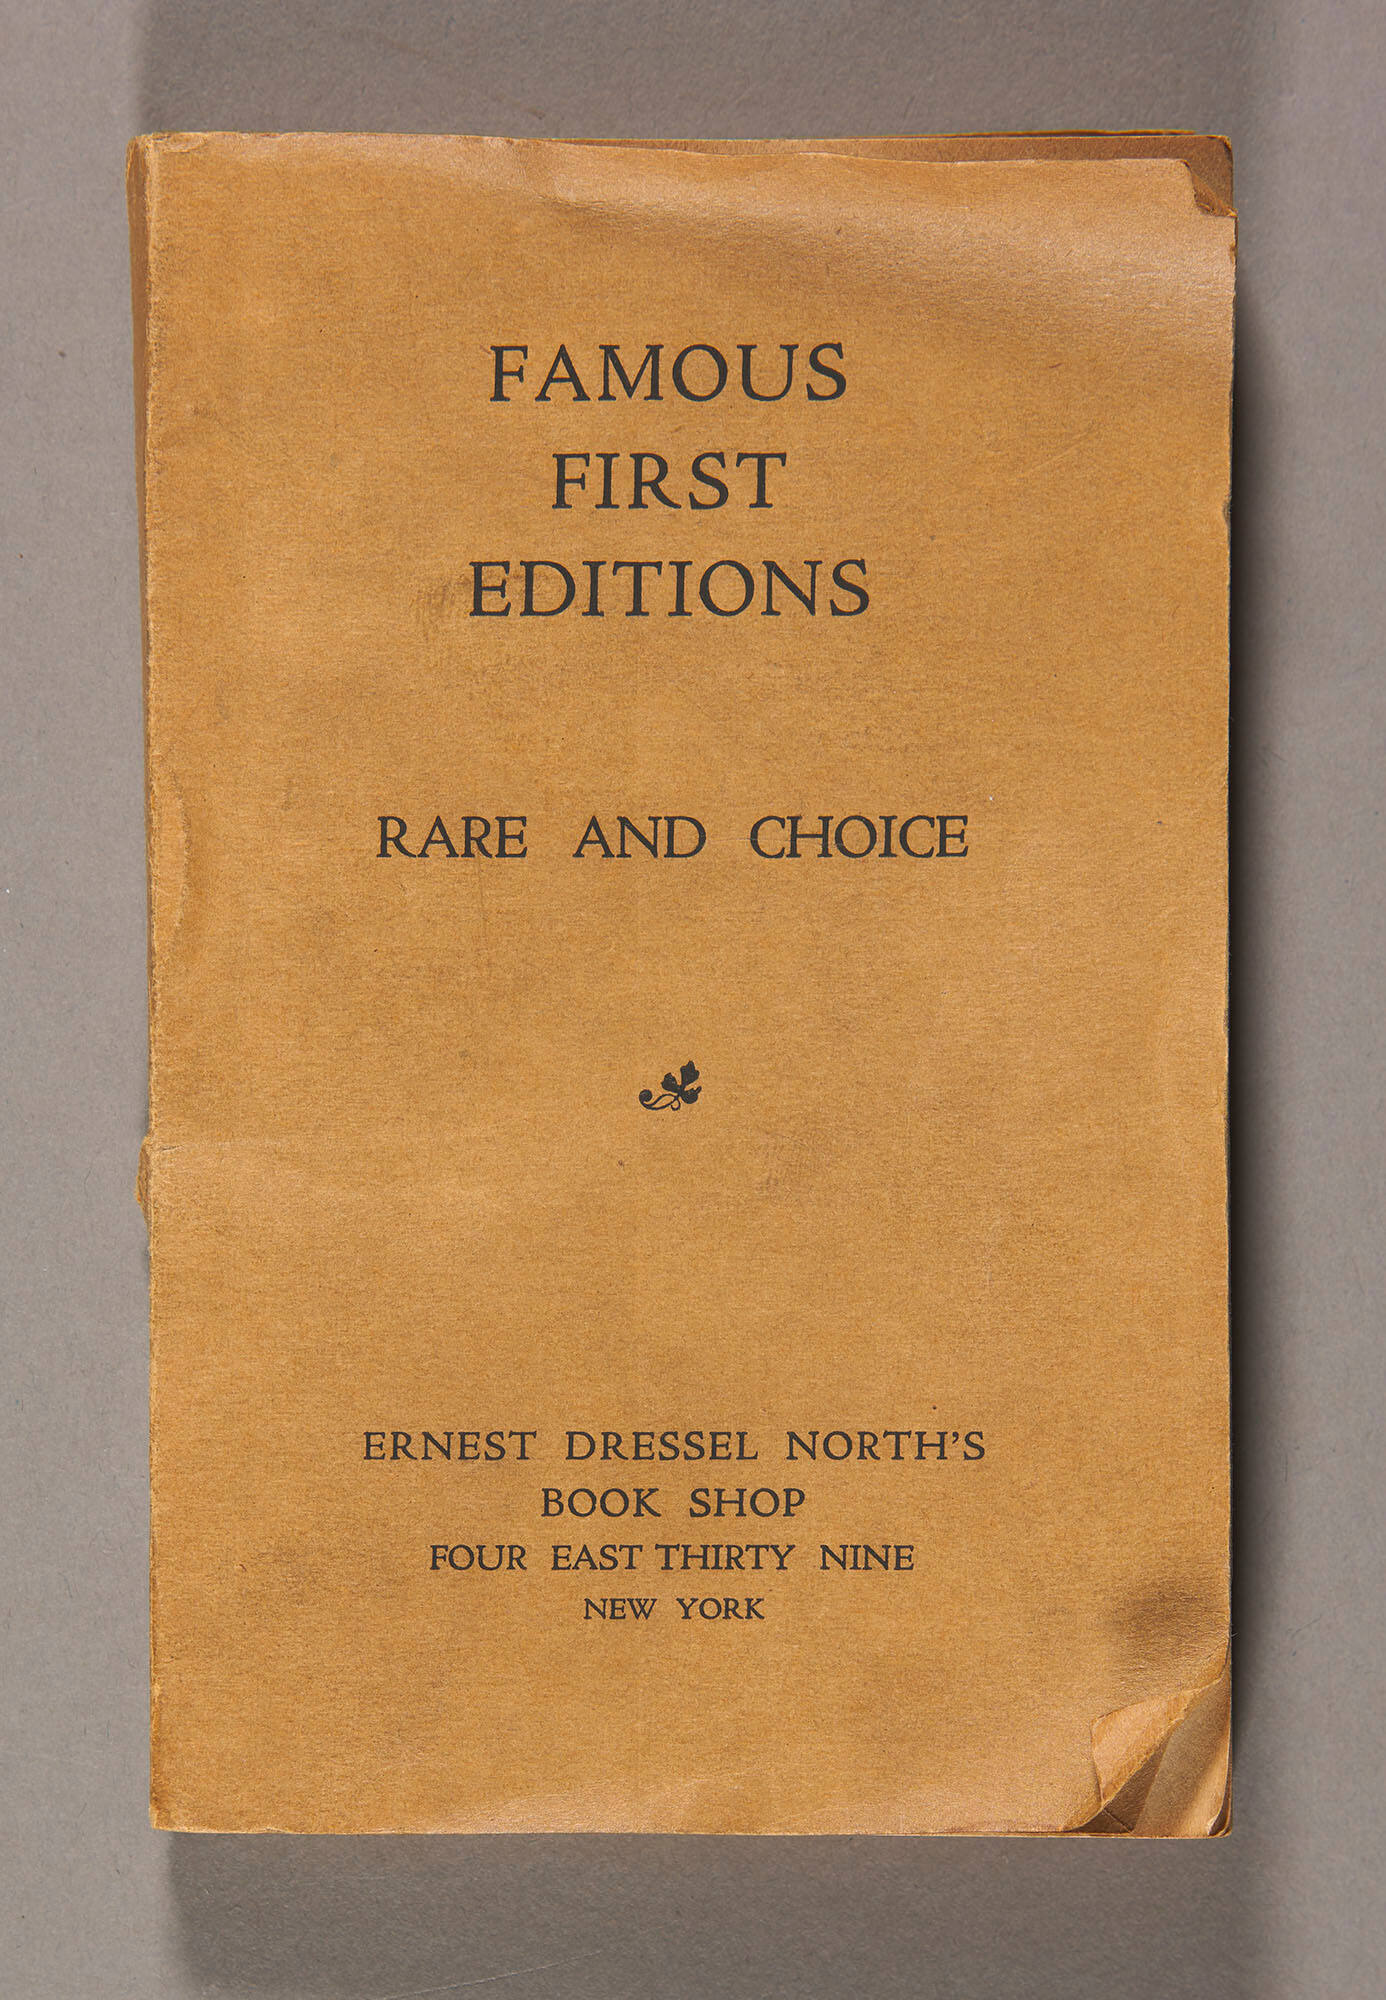 FAMOUS
FIRST
EDITIONS
RARE AND CHOICE
ERNEST DRESSEL NORTH'S
BOOK SHOP
FOUR EAST THIRTY NINE
NEW YORK